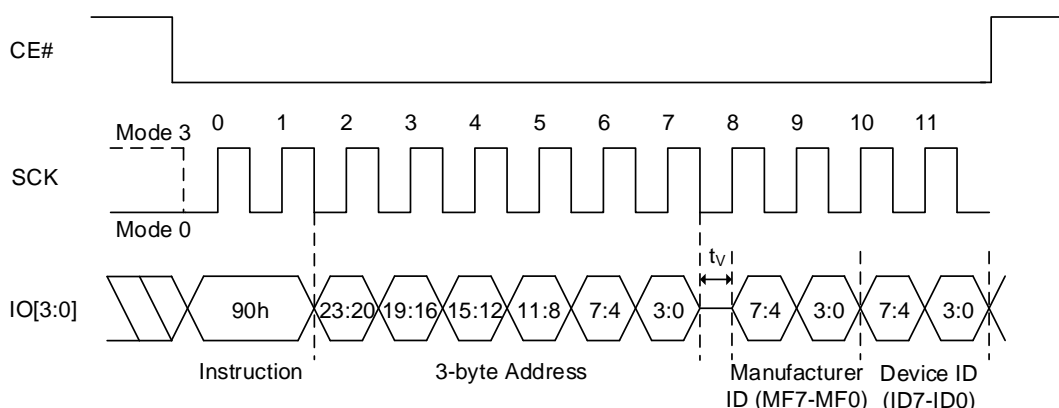 CE#
Mode 3
0 1 2 3 4 5 6 7 8 9 10 11
SCK
Mode 0
tV
IO[3:0]
90h 23:20 19:16 15:12 11:8 7:4 3:0 7:4 3:0 7:4 3:0
Instruction 3-byte Address Manufacturer Device ID
ID (MF7-MF0) (ID7-ID0)